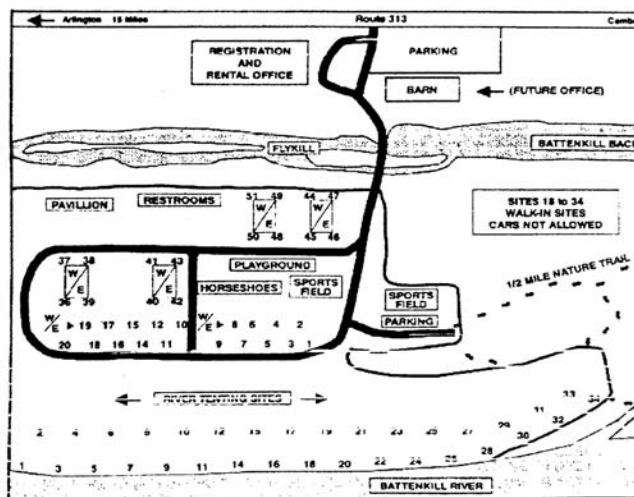 Arlington 15 Miles Route 313
REGISTRATION
AND
RENTAL OFFICE
PARKING
BARN
(FUTURE OFFICE)
FLYKILL
BATTENKILL BACK
PAVILLION
RESTROOMS
51 49 44 47
W W
E E
50 48 45 46
SITES 18 to 34
WALK-IN SITES
CARS NOT ALLOWED
37 38 41 43
W W
E E
36 39 40 42
PLAYGROUND
HORSESHOES
SPORTS
FIELD
1/2 MILE NATURE TRAIL
SPORTS
FIELD
PARKING
W/E 19 17 15 12 10 W/E 8 6 4 2
20 18 16 14 11 9 7 5 3 1
RIVER TENTING SITES
2 4 6 8 10 12 15 17 19 21 23 25 27 29 31 33 34
1 3 5 7 9 11 14 16 18 20 22 24 28 30 32
BATTENKILL RIVER